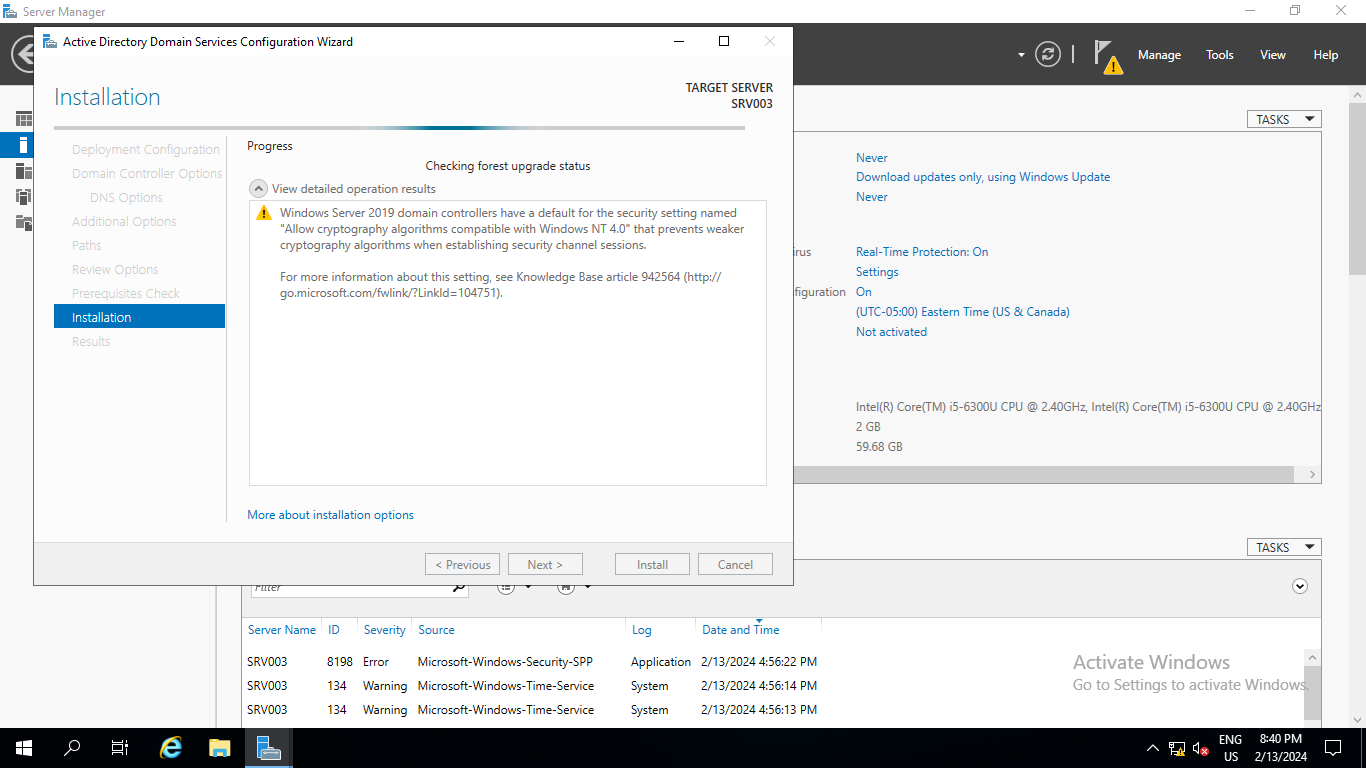 Server Manager
Manage
Tools
View
Help
Active Directory Domain Services Configuration Wizard
Installation
TARGET SERVER
SRV003
Deployment Configuration
Domain Controller Options
DNS Options
Additional Options
Paths
Review Options
Prerequisites Check
Installation
Results
Progress
Checking forest upgrade status
View detailed operation results
Windows Server 2019 domain controllers have a default for the security setting named
"Allow cryptography algorithms compatible with Windows NT 4.0" that prevents weaker
cryptography algorithms when establishing security channel sessions.
For more information about this setting, see Knowledge Base article 942564 (http://
go.microsoft.com/fwlink/?LinkId=104751).
More about installation options
< Previous
Next >
Install
Cancel
TASKS
Never
Download updates only, using Windows Update
Never
irus Real-Time Protection: On
Settings
figuration On
(UTC-05:00) Eastern Time (US & Canada)
Not activated
Intel(R) Core(TM) i5-6300U CPU @ 2.40GHz, Intel(R) Core(TM) i5-6300U CPU @ 2.40GHz
2 GB
59.68 GB
TASKS
Filter
Server Name ID Severity Source Log Date and Time
SRV003 8198 Error Microsoft-Windows-Security-SPP Application 2/13/2024 4:56:22 PM
SRV003 134 Warning Microsoft-Windows-Time-Service System 2/13/2024 4:56:14 PM
SRV003 134 Warning Microsoft-Windows-Time-Service System 2/13/2024 4:56:13 PM
Activate Windows
Go to Settings to activate Windows.
ENG
US
8:40 PM
2/13/2024